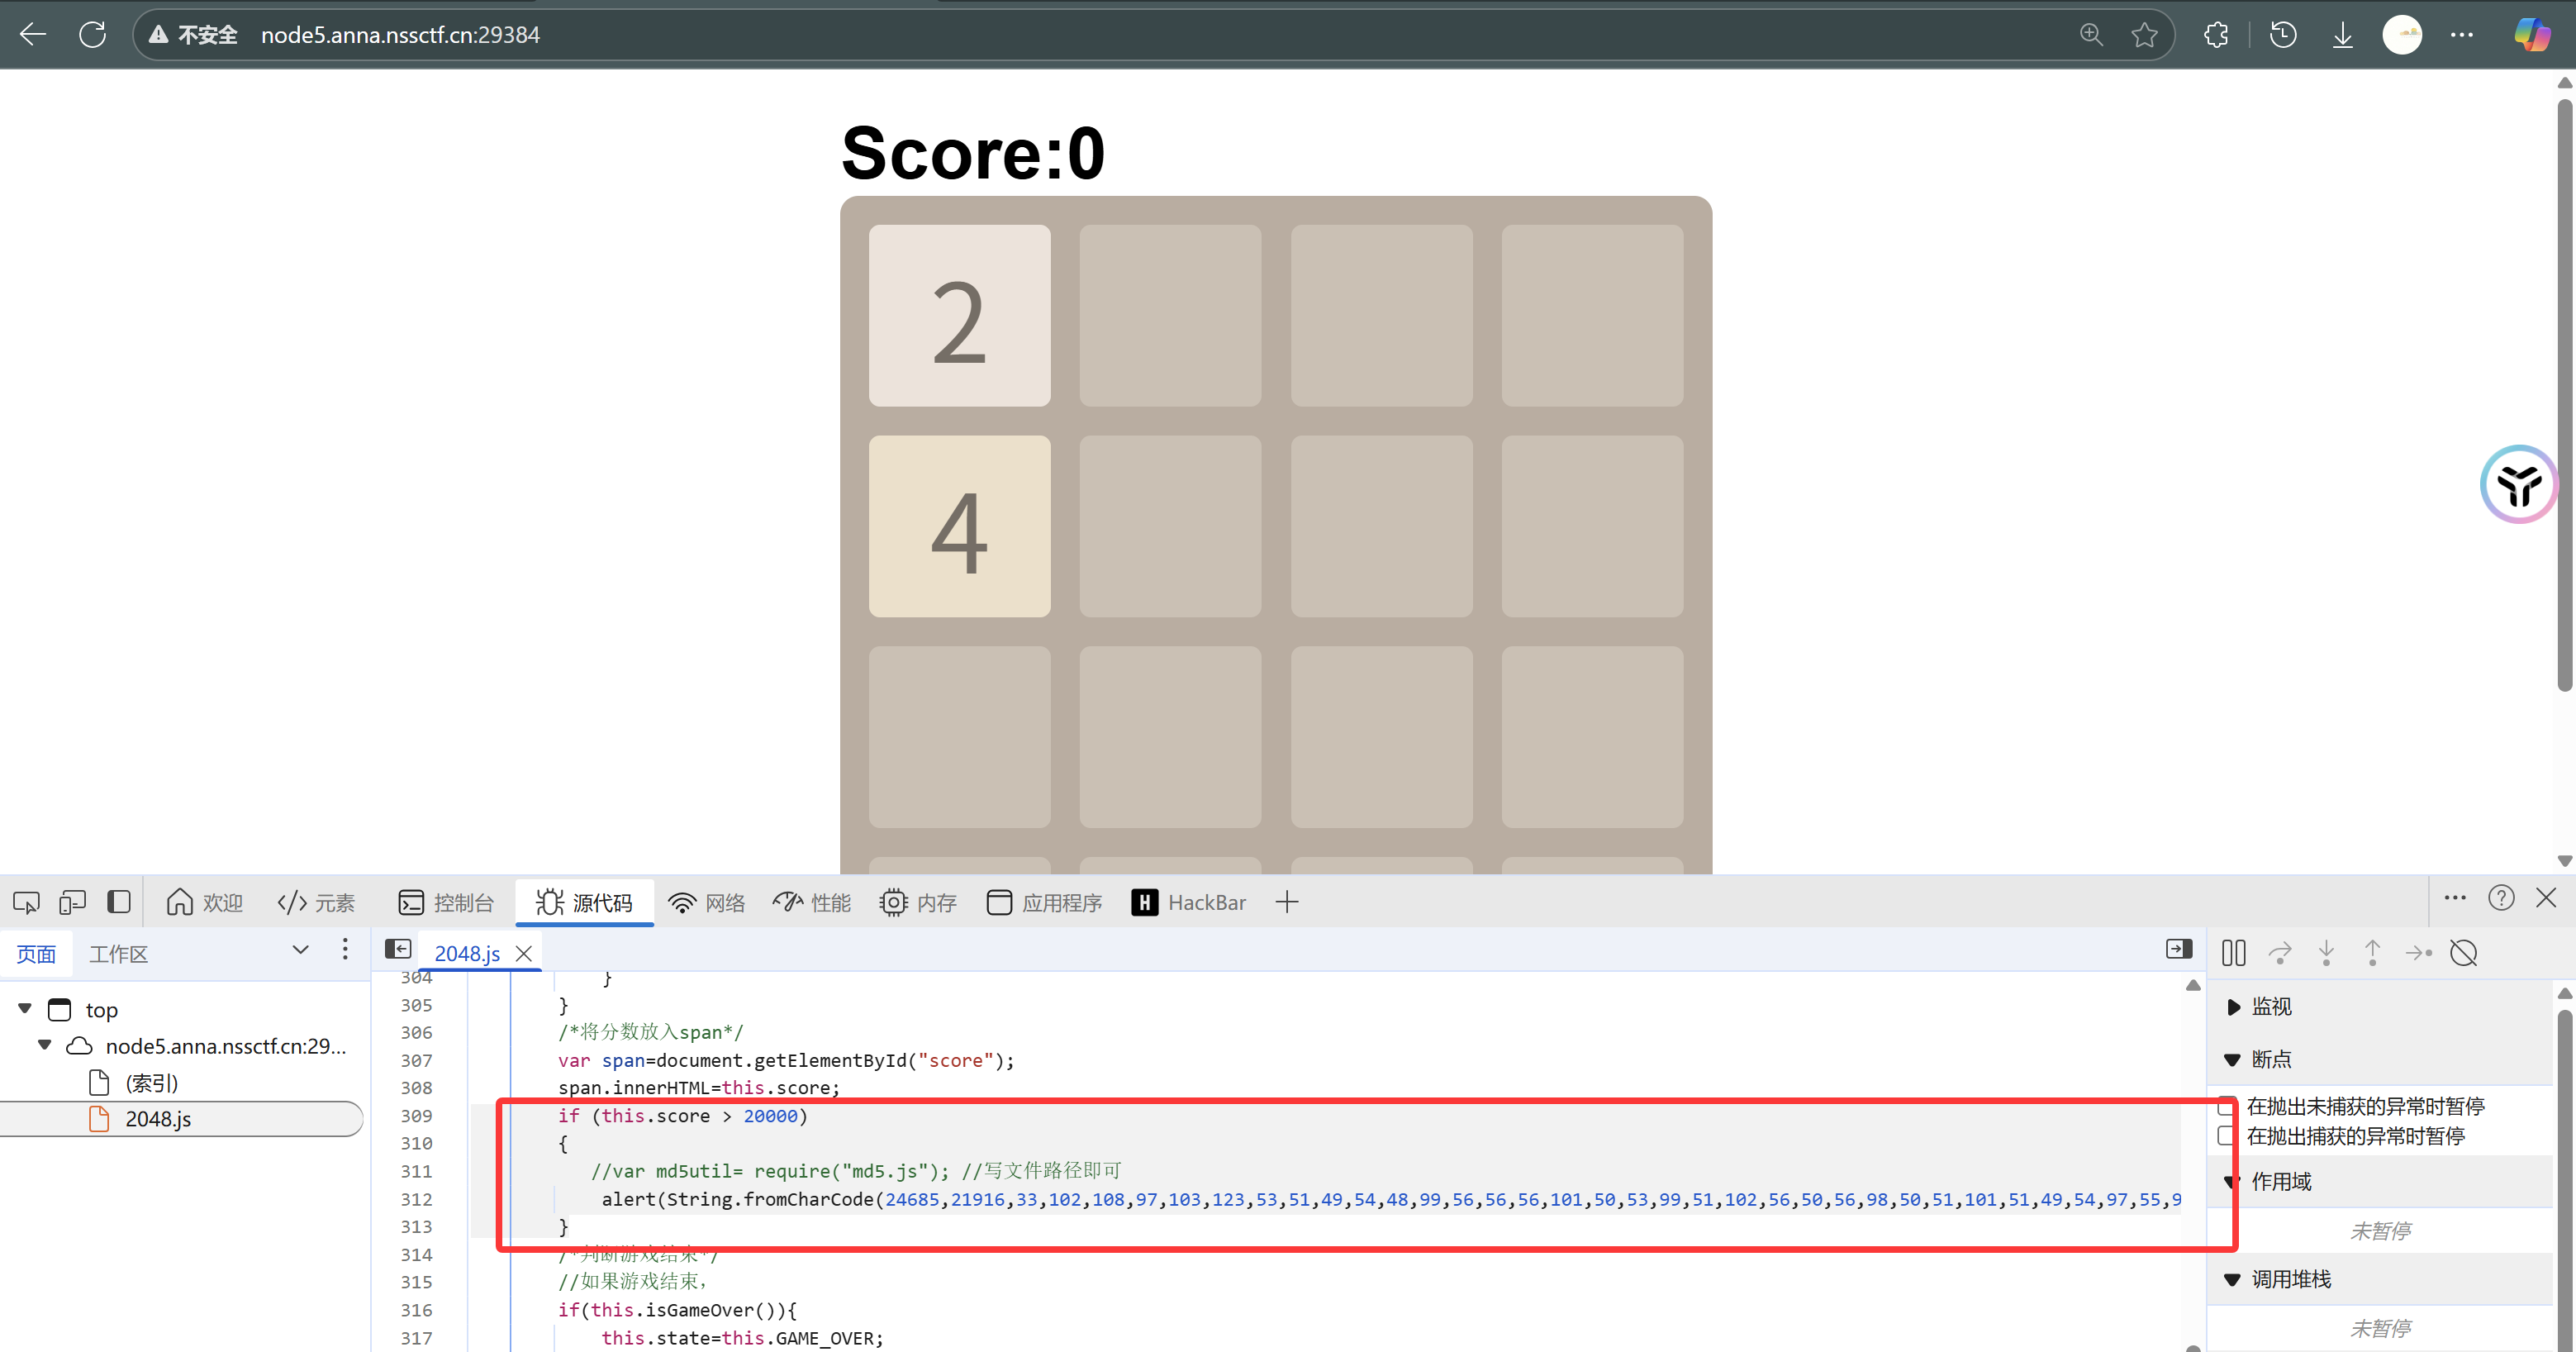 不安全 node5.anna.nssctf.cn:29384
Score:0
2
4
欢迎 元素 控制台 源代码 网络 性能 内存 应用程序 H HackBar
页面 工作区 2048.js
top
node5.anna.nssctf.cn:29...
(索引)
2048.js
304 }
305 }
306 /*将分数放入span*/
307 var span=document.getElementById("score");
308 span.innerHTML=this.score;
309 if (this.score > 20000)
310 {
311 //var md5util= require("md5.js"); //写文件路径即可
312 alert(String.fromCharCode(24685,21916,33,102,108,97,103,123,53,51,49,54,48,99,56,56,56,101,50,53,99,51,102,56,50,56,98,50,51,101,51,49,54,97,55,9
313 }
314 /*判断游戏结束*/
315 //如果游戏结束,
316 if(this.isGameOver()){
317 this.state=this.GAME_OVER;
监视
断点
在抛出未捕获的异常时暂停
在抛出捕获的异常时暂停
作用域
未暂停
调用堆栈
未暂停